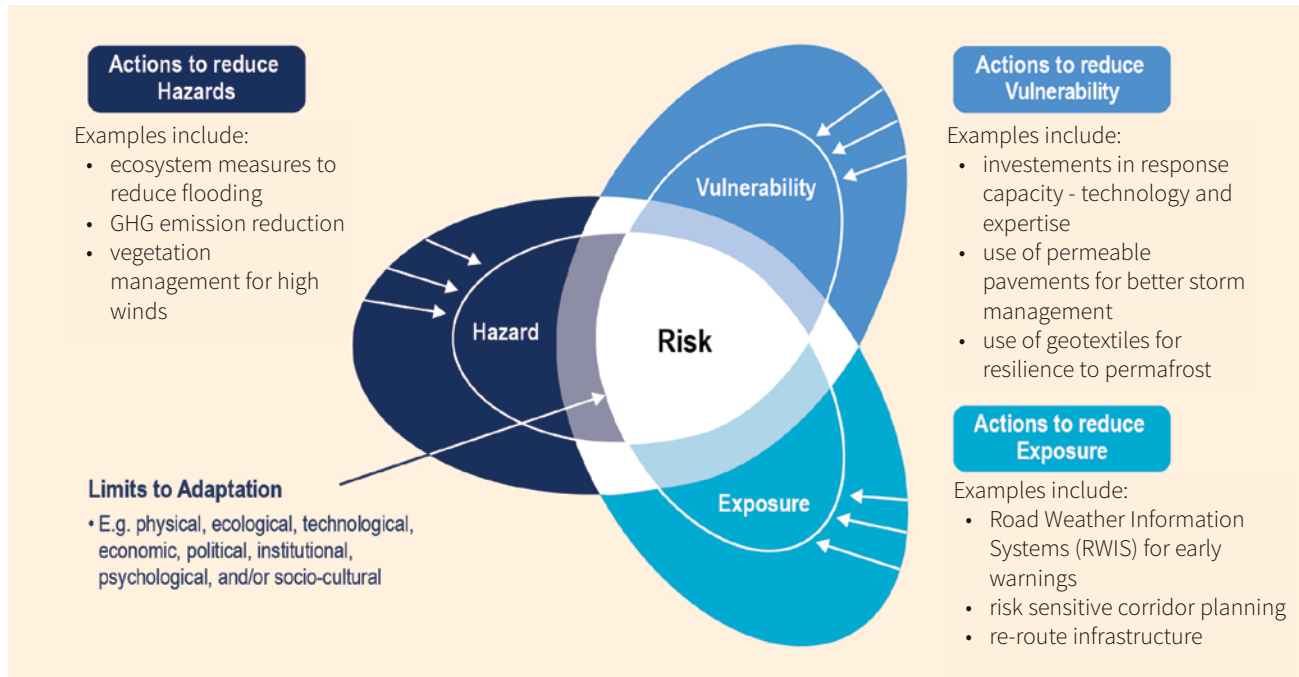 Actions to reduce
Hazards
Examples include:
• ecosystem measures to
reduce flooding
• GHG emission reduction
• vegetation
management for high
winds
Limits to Adaptation
• E.g. physical, ecological, technological,
economic, political, institutional,
psychological, and/or socio-cultural
Hazard
Risk
Vulnerability
Exposure
Actions to reduce
Vulnerability
Examples include:
• investements in response
capacity - technology and
expertise
• use of permeable
pavements for better storm
management
• use of geotextiles for
resilience to permafrost
Actions to reduce
Exposure
Examples include:
• Road Weather Information
Systems (RWIS) for early
warnings
• risk sensitive corridor planning
• re-route infrastructure